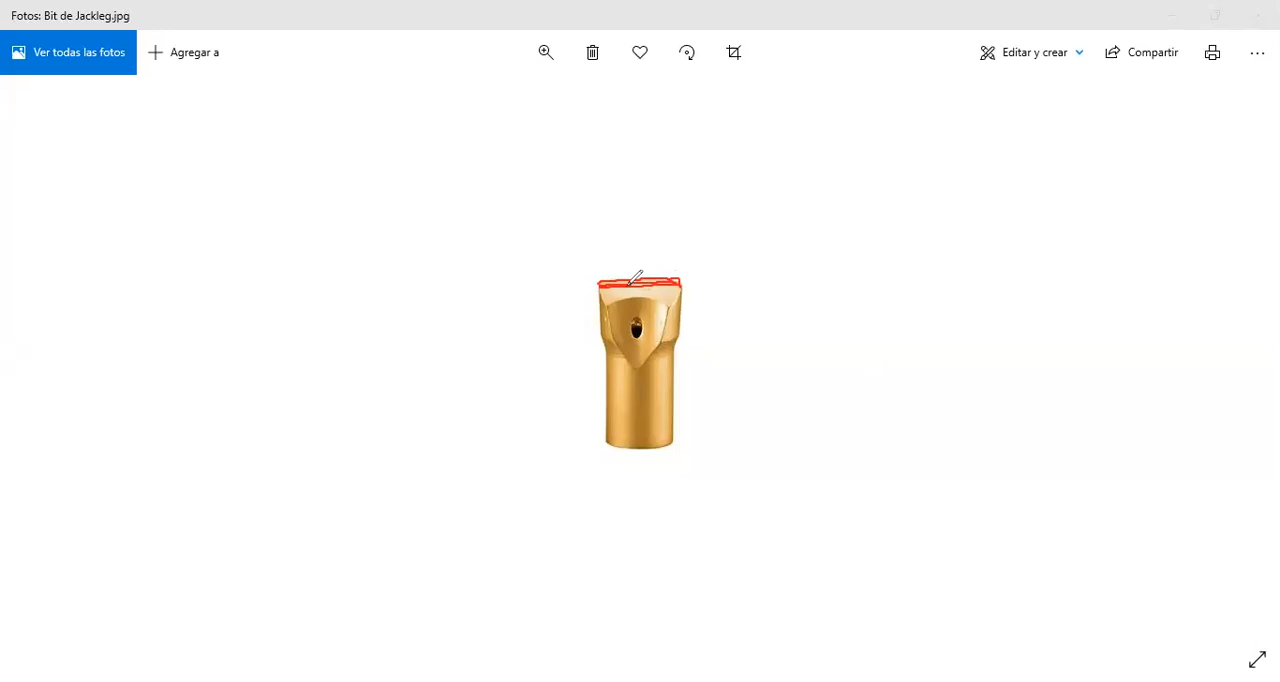 Fotos: Bit de Jackleg.jpg
Ver todas las fotos
Agregar a
Editar y crear
Compartir